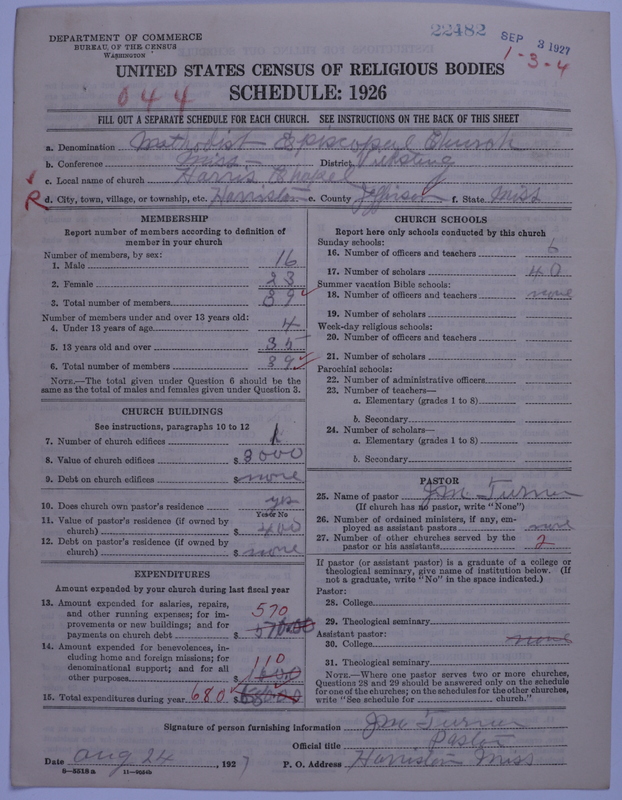 22482
SEP 3 1927
1-3-4
DEPARTMENT OF COMMERCE
BUREAU OF THE CENSUS
WASHINGTON
UNITED STATES CENSUS OF RELIGIOUS BODIES
044
SCHEDULE: 1926
FILL OUT A SEPARATE SCHEDULE FOR EACH CHURCH. SEE INSTRUCTIONS ON THE BACK OF THIS SHEET
a. Denomination Methodist Episcopal Church
b. Conference Miss District
c. Local name of church Harris Chapel
R d. City, town, village, or township, etc. Harriston e. County Jefferson f. State Miss
MEMBERSHIP
Report number of members according to definition of
member in your church
Number of members, by sex:
1. Male 16
2. Female 23
3. Total number of members 39
Number of members under and over 13 years old:
4. Under 13 years of age 4
5. 13 years old and over 35
6. Total number of members 39
NOTE.—The total given under Question 6 should be the
same as the total of males and females given under Question 3.
CHURCH BUILDINGS
See instructions, paragraphs 10 to 12
7. Number of church edifices 1
8. Value of church edifices $ 3000
9. Debt on church edifices $ none
10. Does church own pastor's residence yes
Yes or No
11. Value of pastor's residence (if owned by
church) $ 400
12. Debt on pastor's residence (if owned by
church) $ none
EXPENDITURES
Amount expended by your church during last fiscal year
13. Amount expended for salaries, repairs,
and other running expenses; for im-
provements or new buildings; and for
payments on church debt $ 570
14. Amount expended for benevolences, in-
cluding home and foreign missions; for
denominational support; and for all
other purposes $ 110
15. Total expenditures during year 680 $
CHURCH SCHOOLS
Report here only schools conducted by this church
Sunday schools:
16. Number of officers and teachers 6
17. Number of scholars 40
Summer vacation Bible schools:
18. Number of officers and teachers none
19. Number of scholars
Week-day religious schools:
20. Number of officers and teachers
21. Number of scholars
Parochial schools:
22. Number of administrative officers
23. Number of teachers—
a. Elementary (grades 1 to 8)
b. Secondary
24. Number of scholars—
a. Elementary (grades 1 to 8)
b. Secondary
PASTOR
25. Name of pastor J M Turner
(If church has no pastor, write "None")
26. Number of ordained ministers, if any, em-
ployed as assistant pastors none
27. Number of other churches served by the
pastor or his assistants 2
If pastor (or assistant pastor) is a graduate of a college or
theological seminary, give name of institution below. (If
not a graduate, write "No" in the space indicated.)
Pastor:
28. College
29. Theological seminary
Assistant pastor:
30. College none
31. Theological seminary
NOTE.—Where one pastor serves two or more churches,
Questions 28 and 29 should be answered only on the schedule
for one of the churches; on the schedules for the other churches,
write "See schedule for church."
Signature of person furnishing information J M Turner
Official title Pastor
Date Aug 24, 1927 P. O. Address Harriston Miss
8—5518a 11—9584b